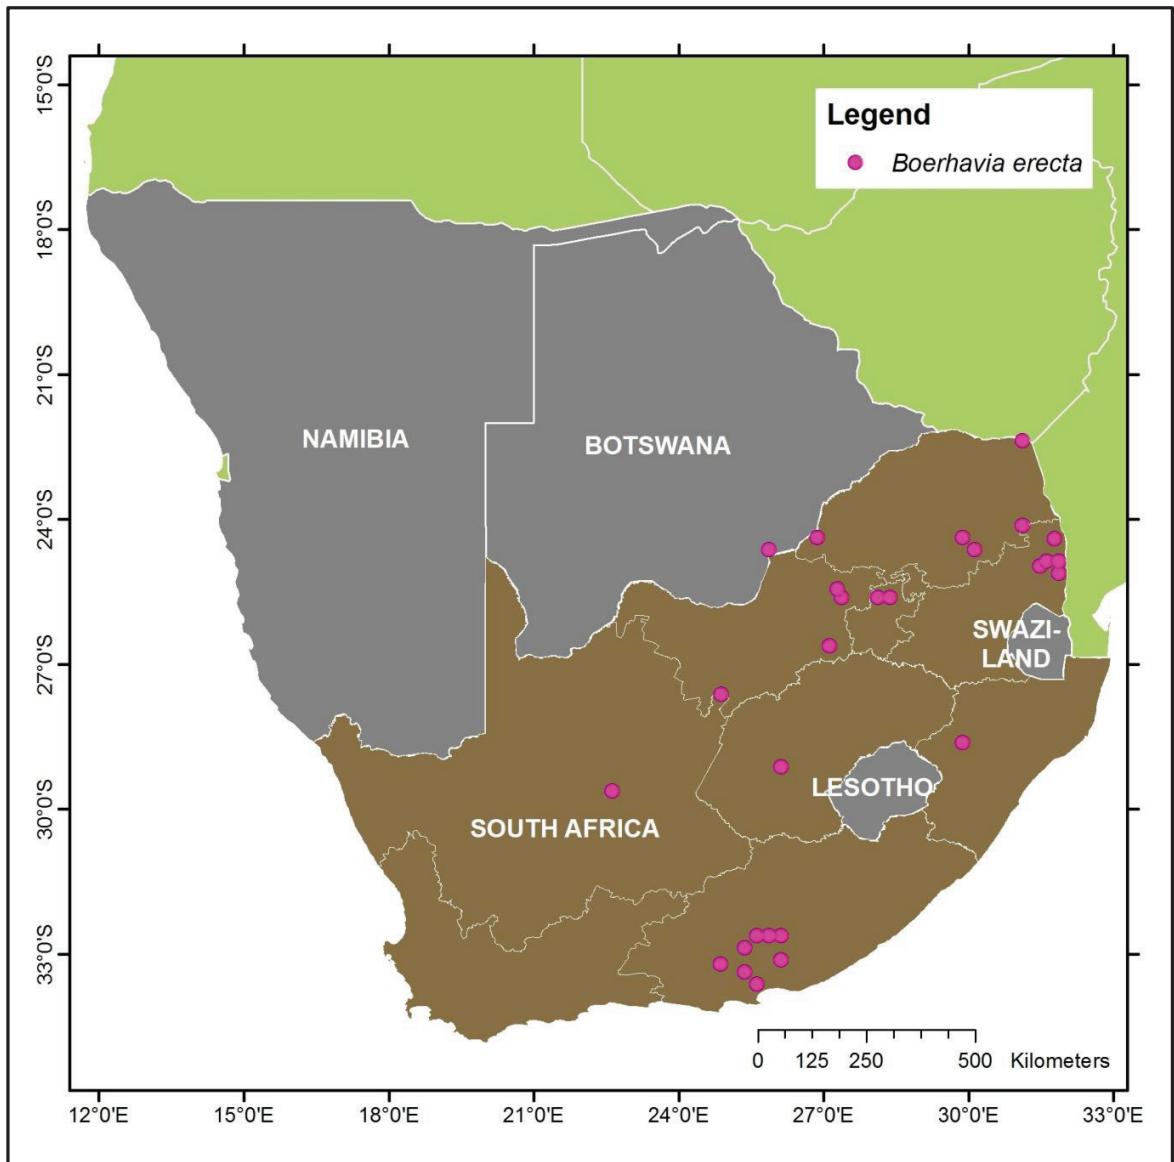 15°0'S
Legend
Boerhavia erecta
18°0'S
21°0'S
NAMIBIA
BOTSWANA
24°0'S
SWAZI-
LAND
27°0'S
LESOTHO
30°0'S
SOUTH AFRICA
33°0'S
0 125 250 500 Kilometers
12°0'E 15°0'E 18°0'E 21°0'E 24°0'E 27°0'E 30°0'E 33°0'E